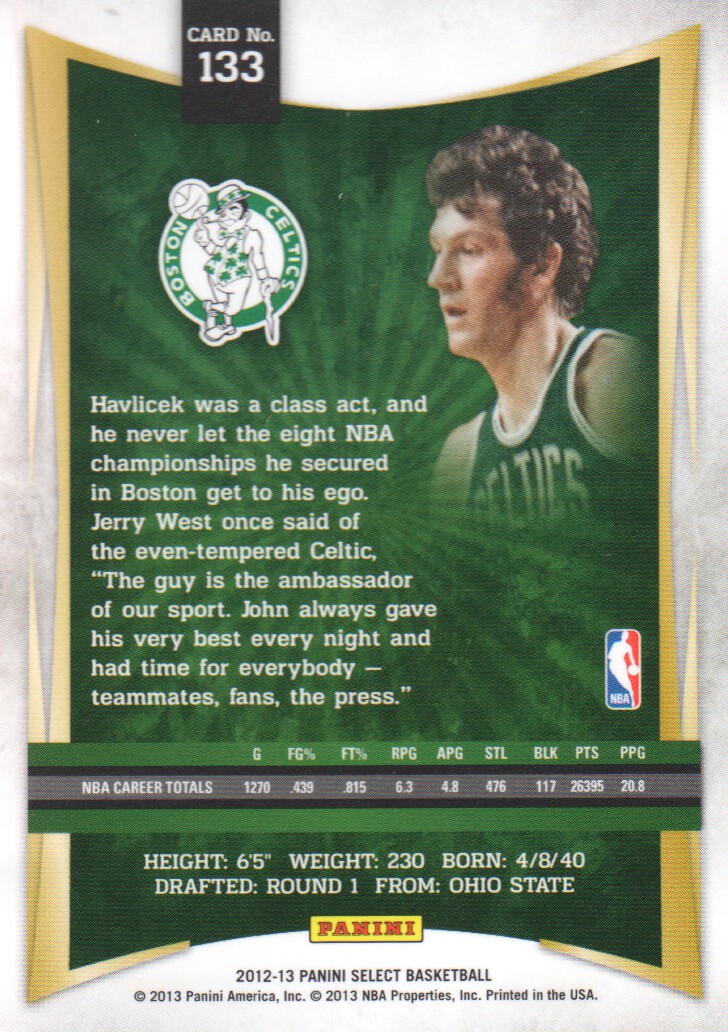 CARD No.
133
BOSTON CELTICS
Havlicek was a class act, and
he never let the eight NBA
championships he secured
in Boston get to his ego.
Jerry West once said of
the even-tempered Celtic,
“The guy is the ambassador
of our sport. John always gave
his very best every night and
had time for everybody –
teammates, fans, the press.”
CELTICS
NBA
G FG% FT% RPG APG STL BLK PTS PPG
NBA CAREER TOTALS 1270 .439 .815 6.3 4.8 476 117 26395 20.8
HEIGHT: 6'5" WEIGHT: 230 BORN: 4/8/40
DRAFTED: ROUND 1 FROM: OHIO STATE
PANINI
2012-13 PANINI SELECT BASKETBALL
© 2013 Panini America, Inc. © 2013 NBA Properties, Inc. Printed in the USA.